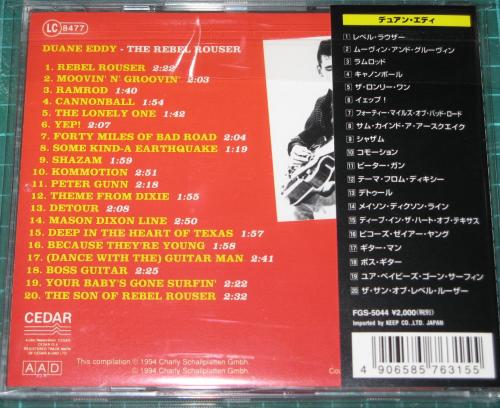 LC 8477
DUANE EDDY - THE REBEL ROUSER
1. REBEL ROUSER 2:22
2. MOOVIN' N' GROOVIN' 2:03
3. RAMROD 1:40
4. CANNONBALL 1:54
5. THE LONELY ONE 1:42
6. YEP! 2:07
7. FORTY MILES OF BAD ROAD 2:04
8. SOME KIND-A EARTHQUAKE 1:19
9. SHAZAM 1:59
10. KOMMOTION 2:51
11. PETER GUNN 2:18
12. THEME FROM DIXIE 1:55
13. DETOUR 2:08
14. MASON DIXON LINE 2:50
15. DEEP IN THE HEART OF TEXAS 1:57
16. BECAUSE THEY'RE YOUNG 1:58
17. (DANCE WITH THE) GUITAR MAN 2:41
18. BOSS GUITAR 2:25
19. YOUR BABY'S GONE SURFIN' 2:22
20. THE SON OF REBEL ROUSER 2:32
CEDAR
AAD
This compilation ℗ 1994 Charly Schallplatten Gmbh.
© 1994 Charly Schallplatten Gmbh.
デュアン・エディ
1 レベル・ラウザー
2 ムーヴィン・アンド・グルーヴィン
3 ラムロッド
4 キャノンボール
5 ザ・ロンリー・ワン
6 イェップ！
7 フォーティー・マイルズ・オブ・バッド・ロード
8 サム・カインド・ア・アースクエイク
9 シャザム
10 コモーション
11 ピーター・ガン
12 テーマ・フロム・ディキシー
13 デトゥール
14 メイソン・ディクソン・ライン
15 ディープ・イン・ザ・ハート・オブ・テキサス
16 ビコーズ・ゼイアー・ヤング
17 ギター・マン
18 ボス・ギター
19 ユア・ベイビーズ・ゴーン・サーフィン
20 ザ・サン・オブ・レベル・ルーザー
FGS-5044 ¥2,000(税別)
Imported by KEEP CO.,LTD. JAPAN
4 906585 763155